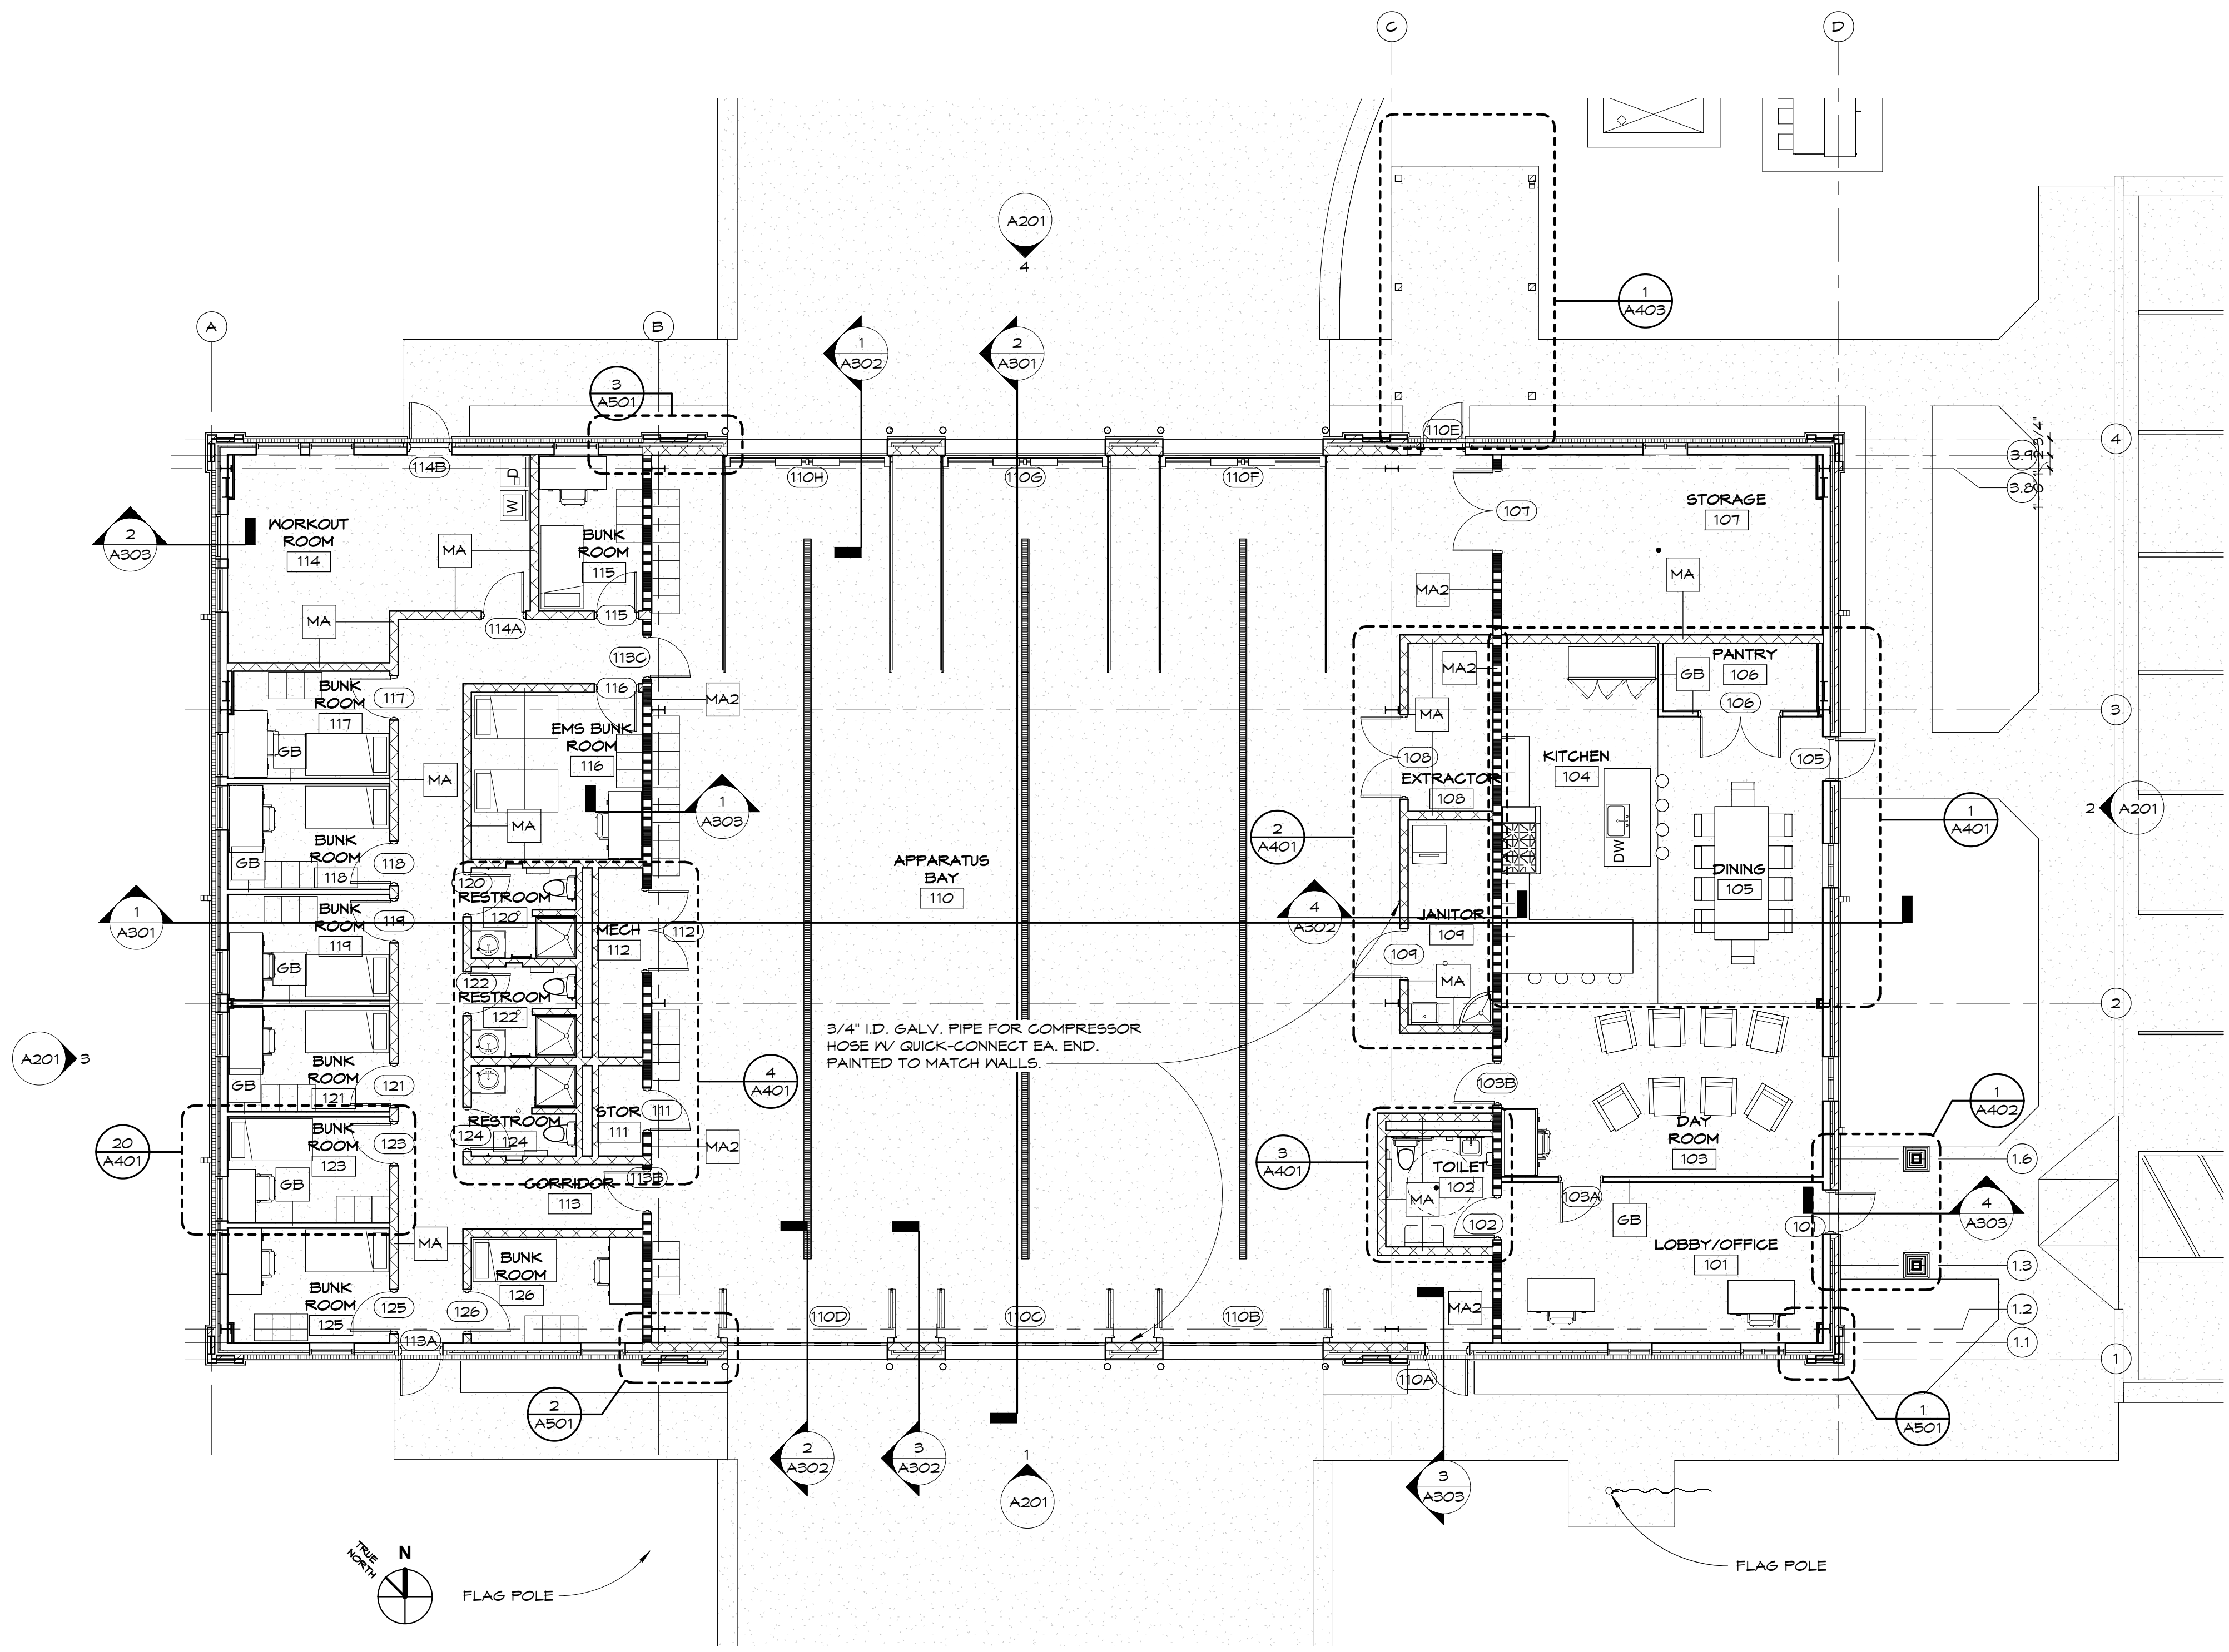 C
D
A201
4
1
A403
A
B
1
A302
2
A301
3
A501
4
1'-0"
2 3/4"
3.9
3.8
110E
114B
D
W
110H
110G
110F
107
STORAGE
107
WORKOUT
ROOM
114
2
A303
MA
BUNK
ROOM
115
MA
MA2
MA
115
114A
113C
PANTRY
106
GB
MA2
BUNK
ROOM
117
117
116
MA2
MA
106
3
EMS BUNK
ROOM
116
GB
108
KITCHEN
104
105
MA
EXTRACTOR
108
1
A303
2
A201
1
A401
MA
2
A401
DW
BUNK
ROOM
118
118
GB
120
RESTROOM
120
APPARATUS
BAY
110
DINING
105
BUNK
ROOM
119
119
1
A301
MECH
112
112
4
A302
JANITOR
109
109
GB
122
RESTROOM
122
MA
2
3/4" I.D. GALV. PIPE FOR COMPRESSOR
HOSE W/ QUICK-CONNECT EA. END.
PAINTED TO MATCH WALLS.
A201
3
BUNK
ROOM
121
121
GB
4
A401
103B
STOR
111
111
RESTROOM
124
124
DAY
ROOM
103
1
A402
BUNK
ROOM
123
123
20
A401
GB
MA2
3
A401
TOILET
102
MA
1.6
113B
CORRIDOR
113
103A
102
GB
101
4
A303
MA
LOBBY/OFFICE
101
BUNK
ROOM
126
1.3
BUNK
ROOM
125
125
126
113A
110D
110C
110B
MA2
1.2
1.1
1
110A
2
A501
1
A501
2
A302
3
A302
1
A201
3
A303
TRUE
NORTH
N
FLAG POLE
FLAG POLE